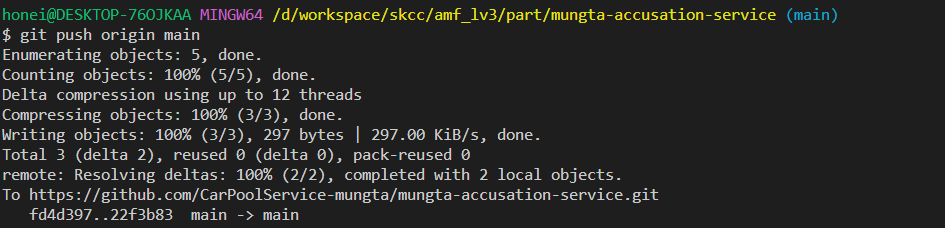 honei@DESKTOP-76OJKAA MINGW64 /d/workspace/skcc/amf_lv3/part/mungta-accusation-service (main)
$ git push origin main
Enumerating objects: 5, done.
Counting objects: 100% (5/5), done.
Delta compression using up to 12 threads
Compressing objects: 100% (3/3), done.
Writing objects: 100% (3/3), 297 bytes | 297.00 KiB/s, done.
Total 3 (delta 2), reused 0 (delta 0), pack-reused 0
remote: Resolving deltas: 100% (2/2), completed with 2 local objects.
To https://github.com/CarPoolService-mungta/mungta-accusation-service.git
   fd4d397..22f3b83  main -> main